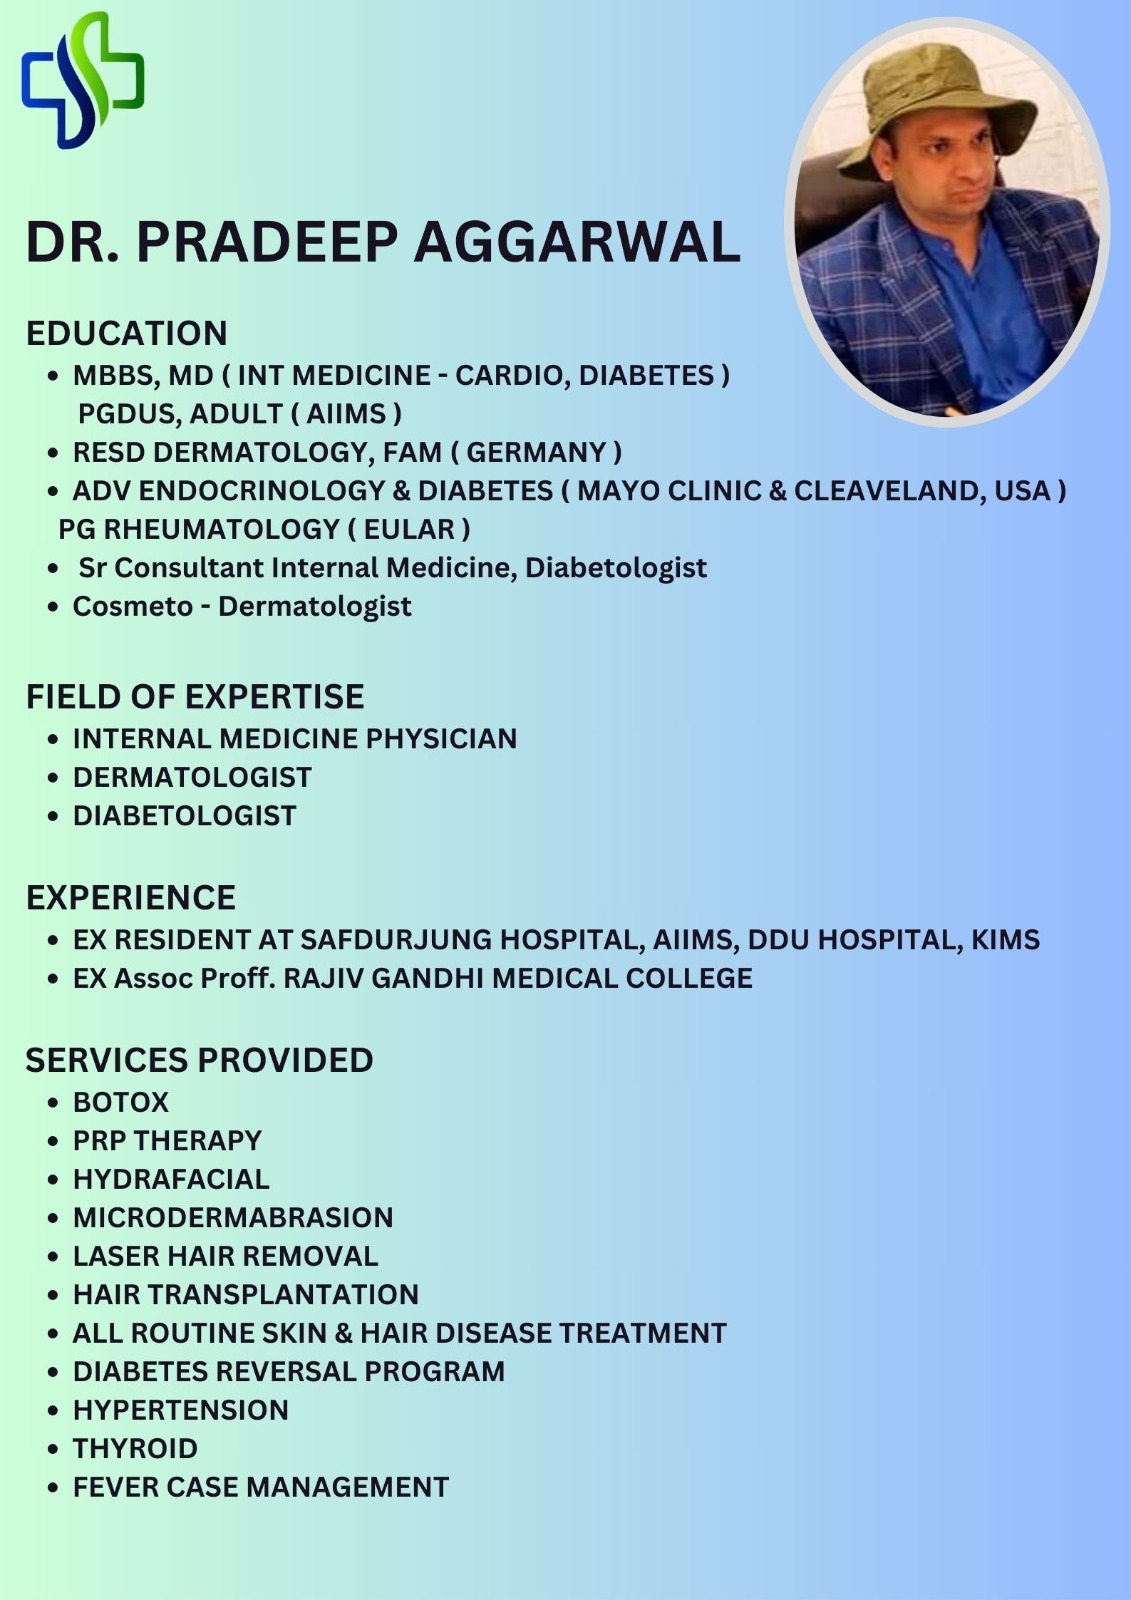 DR. PRADEEP AGGARWAL
EDUCATION
• MBBS, MD ( INT MEDICINE - CARDIO, DIABETES )
PGDUS, ADULT ( AIIMS )
• RESD DERMATOLOGY, FAM ( GERMANY )
• ADV ENDOCRINOLOGY & DIABETES ( MAYO CLINIC & CLEAVELAND, USA )
PG RHEUMATOLOGY ( EULAR )
• Sr Consultant Internal Medicine, Diabetologist
• Cosmeto - Dermatologist
FIELD OF EXPERTISE
• INTERNAL MEDICINE PHYSICIAN
• DERMATOLOGIST
• DIABETOLOGIST
EXPERIENCE
• EX RESIDENT AT SAFDURJUNG HOSPITAL, AIIMS, DDU HOSPITAL, KIMS
• EX Assoc Proff. RAJIV GANDHI MEDICAL COLLEGE
SERVICES PROVIDED
• BOTOX
• PRP THERAPY
• HYDRAFACIAL
• MICRODERMABRASION
• LASER HAIR REMOVAL
• HAIR TRANSPLANTATION
• ALL ROUTINE SKIN & HAIR DISEASE TREATMENT
• DIABETES REVERSAL PROGRAM
• HYPERTENSION
• THYROID
• FEVER CASE MANAGEMENT